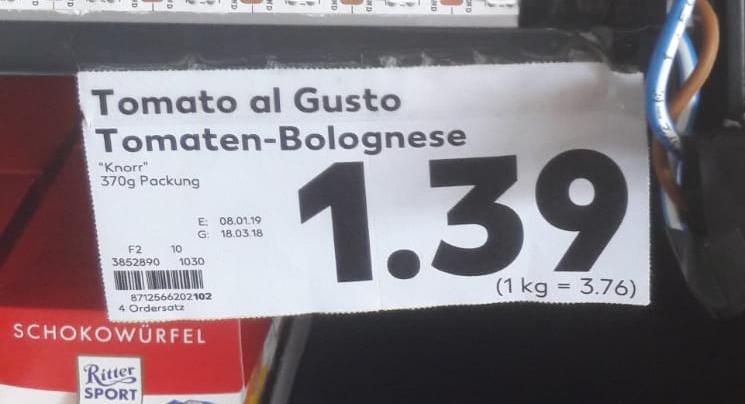 Tomato al Gusto
Tomaten-Bolognese
"Knorr"
370g Packung
1.39
E: 08.01.19
G: 18.03.18
F2 10
3852890 1030
8712566202102
4 Ordersatz
(1 kg = 3.76)
SCHOKOWÜRFEL
Ritter
SPORT